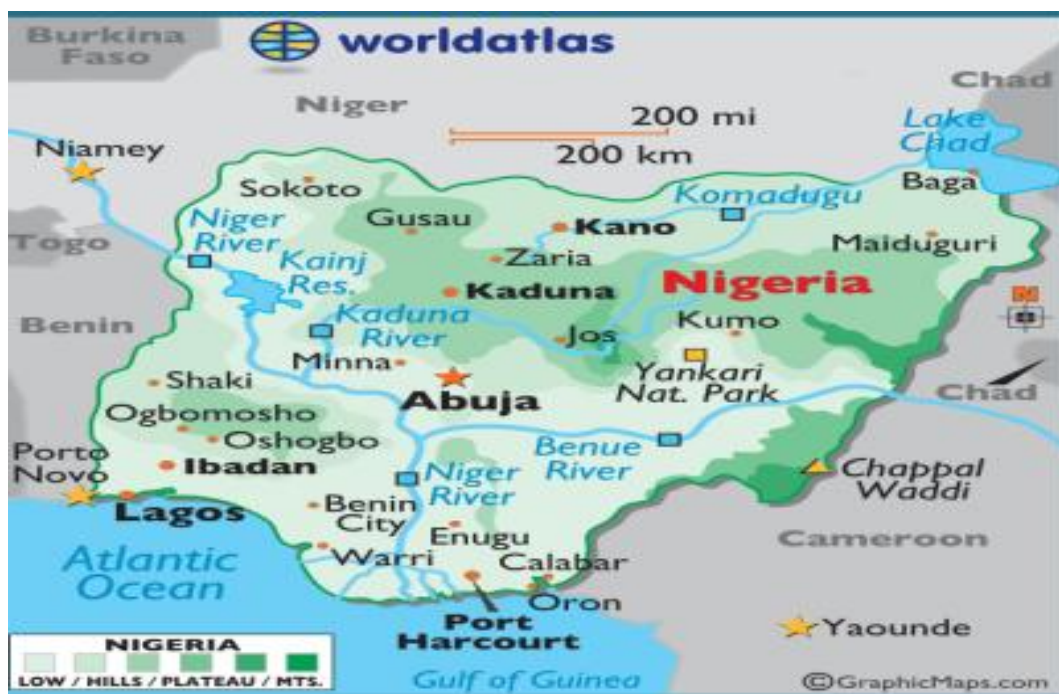 Burkina
Faso
worldatlas
Chad
Niger
200 mi
200 km
Lake
Chad
Niamey
Sokoto
Gusau
Kano
Komadugu
Baga
Niger
River
Togo
Kainj
Res.
Zaria
Maiduguri
Kaduna
Nigeria
N
Benin
Kaduna
River
Jos
Kumo
Minna
Yankari
Nat. Park
Chad
Shaki
Abuja
Ogbomosho
Oshogbo
Porto
Novo
Ibadan
Niger
River
Benue
River
Chappal
Waddi
Lagos
Benin
City
Enugu
Cameroon
Atlantic
Ocean
Warri
Calabar
Oron
Port
Harcourt
Yaounde
NIGERIA
LOW / HILLS / PLATEAU / MTS.
Gulf of Guinea
©GraphicMaps.com